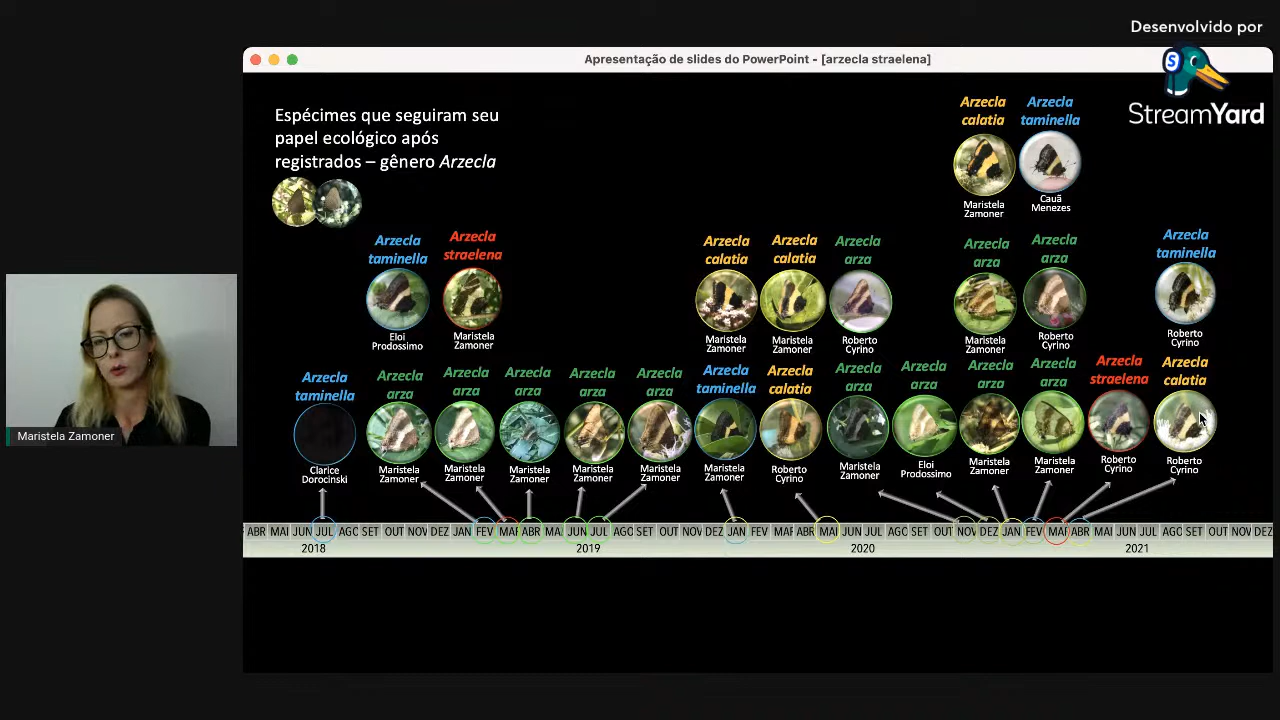 Desenvolvido por
StreamYard
Apresentação de slides do PowerPoint - [arzecla straelena]
Espécimes que seguiram seu
papel ecológico após
registrados – gênero Arzecla
Arzecla
calatia
Maristela
Zamoner
Arzecla
taminella
Cauã
Menezes
Arzecla
taminella
Eloi
Prodossimo
Arzecla
straelena
Maristela
Zamoner
Arzecla
calatia
Maristela
Zamoner
Arzecla
calatia
Maristela
Zamoner
Arzecla
arza
Roberto
Cyrino
Arzecla
arza
Maristela
Zamoner
Arzecla
arza
Roberto
Cyrino
Arzecla
taminella
Roberto
Cyrino
Arzecla
taminella
Clarice
Dorocinski
Arzecla
arza
Maristela
Zamoner
Arzecla
arza
Maristela
Zamoner
Arzecla
arza
Maristela
Zamoner
Arzecla
arza
Maristela
Zamoner
Arzecla
arza
Maristela
Zamoner
Arzecla
taminella
Maristela
Zamoner
Arzecla
calatia
Roberto
Cyrino
Arzecla
arza
Maristela
Zamoner
Arzecla
arza
Eloi
Prodossimo
Arzecla
arza
Maristela
Zamoner
Arzecla
arza
Maristela
Zamoner
Arzecla
straelena
Roberto
Cyrino
Arzecla
calatia
Roberto
Cyrino
Maristela Zamoner
ABR MAI JUN JUL AGO SET OUT NOV DEZ JAN FEV MAR ABR MAI JUN JUL AGO SET OUT NOV DEZ JAN FEV MAR ABR MAI JUN JUL AGO SET OUT NOV DEZ JAN FEV MAR ABR MAI JUN JUL AGO SET OUT NOV DEZ
2018 2019 2020 2021